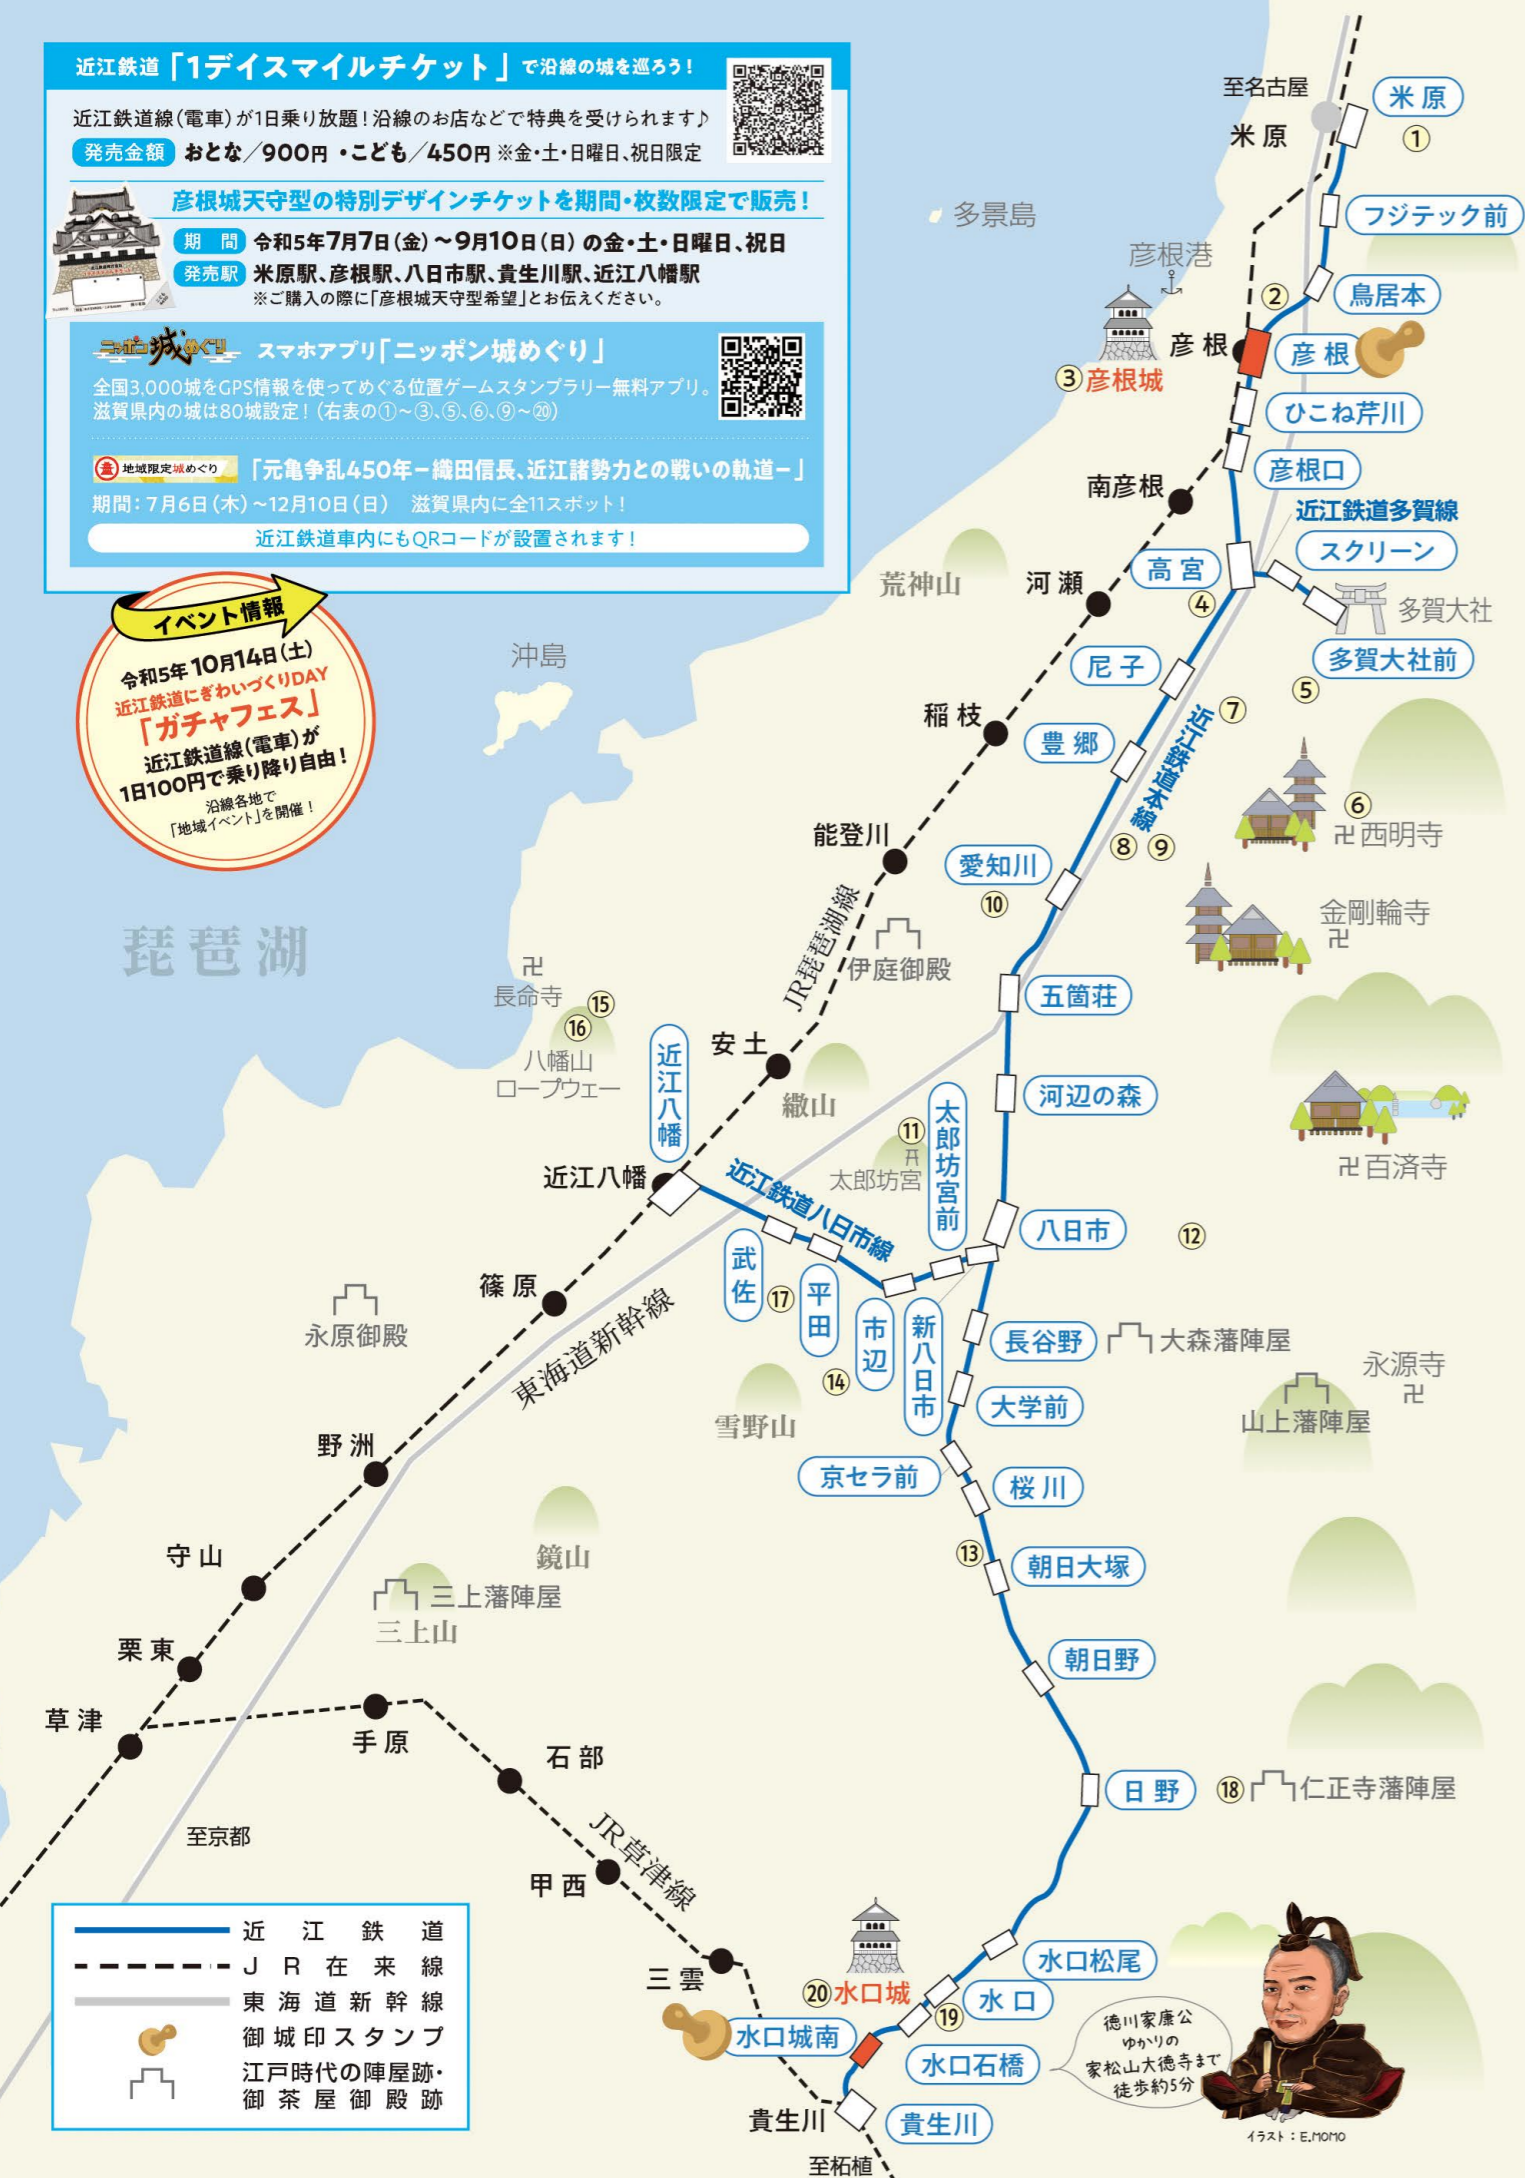 近江鉄道「1デイスマイルチケット」で沿線の城を巡ろう！
近江鉄道線（電車）が1日乗り放題！沿線のお店などで特典を受けられます♪
発売金額 おとな／900円 ・こども／450円 ※金・土・日曜日、祝日限定
彦根城天守型の特別デザインチケットを期間・枚数限定で販売！
期 間 令和5年7月7日（金）～9月10日（日）の金・土・日曜日、祝日
発売駅 米原駅、彦根駅、八日市駅、貴生川駅、近江八幡駅
※ご購入の際に「彦根城天守型希望」とお伝えください。
ニッポン城めぐり スマホアプリ「ニッポン城めぐり」
全国3,000城をGPS情報を使ってめぐる位置ゲームスタンプラリー無料アプリ。
滋賀県内の城は80城設定！（右表の①～③、⑤、⑥、⑨～⑳）
地域限定城めぐり 「元亀争乱450年－織田信長、近江諸勢力との戦いの軌道－」
期間：7月6日（木）～12月10日（日） 滋賀県内に全11スポット！
近江鉄道車内にもQRコードが設置されます！
イベント情報
令和5年10月14日（土）
近江鉄道にぎわいづくりDAY
「ガチャフェス」
近江鉄道線（電車）が
1日100円で乗り降り自由！
沿線各地で
「地域イベント」を開催！
至名古屋
米原
米原
①
フジテック前
多景島
彦根港
鳥居本
②
彦根
彦根
③彦根城
ひこね芹川
彦根口
南彦根
近江鉄道多賀線
スクリーン
高宮
④
荒神山
河瀬
多賀大社
多賀大社前
⑤
尼子
沖島
⑦
稲枝
豊郷
近江鉄道本線
⑥
卍西明寺
能登川
⑧ ⑨
愛知川
⑩
JR琵琶湖線
金剛輪寺
卍
琵琶湖
伊庭御殿
卍
長命寺
⑮
⑯
五箇荘
八幡山
ロープウェー
近江八幡
安土
繖山
河辺の森
⑪
太郎坊宮
太郎坊宮前
卍百済寺
近江八幡
近江鉄道八日市線
八日市
⑫
武佐
⑰
平田
市辺
新八日市
⑭
篠原
永原御殿
東海道新幹線
長谷野
大森藩陣屋
永源寺
卍
山上藩陣屋
大学前
雪野山
野洲
京セラ前
桜川
鏡山
守山
⑬
朝日大塚
三上藩陣屋
三上山
栗東
朝日野
草津
手原
石部
日野
⑱
仁正寺藩陣屋
至京都
JR草津線
甲西
三雲
水口松尾
⑳水口城
水口
⑲
水口城南
水口石橋
徳川家康公
ゆかりの
家松山大徳寺まで
徒歩約5分
貴生川
貴生川
至柘植
イラスト：E.MOMO
近江鉄道
JR在来線
東海道新幹線
御城印スタンプ
江戸時代の陣屋跡・
御茶屋御殿跡